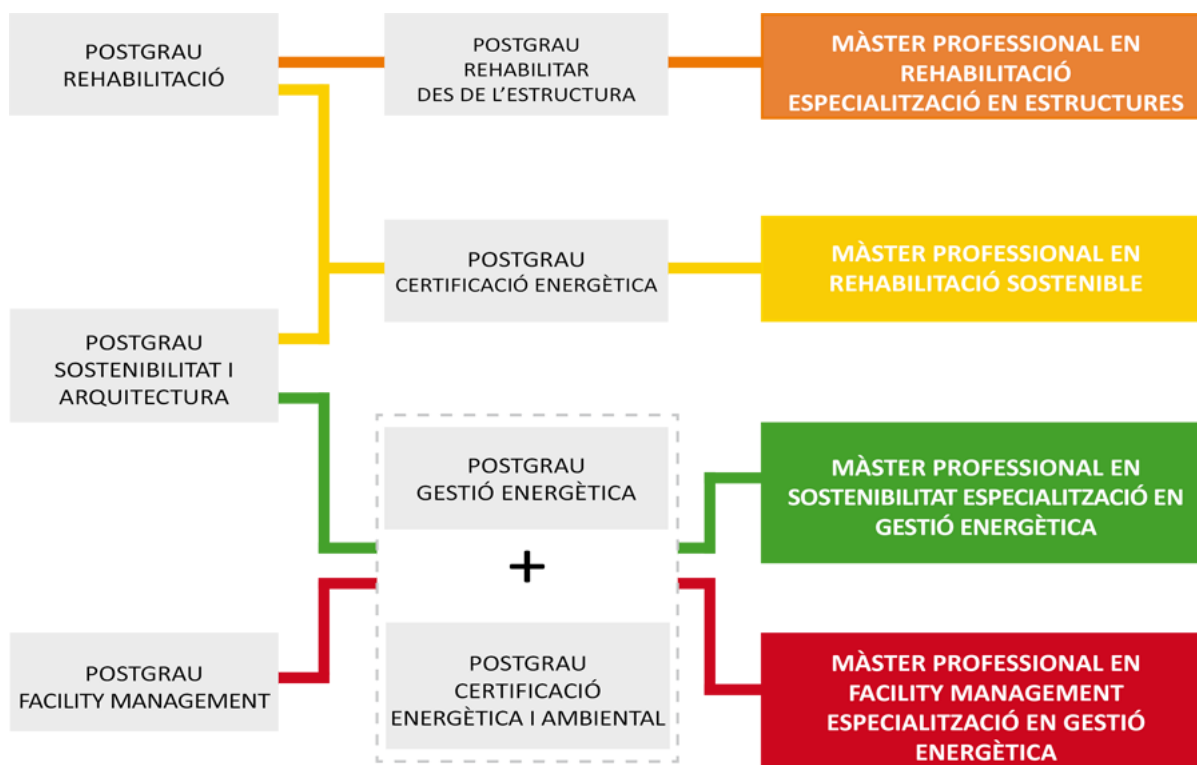 POSTGRAU
REHABILITACIÓ
POSTGRAU
REHABILITAR
DES DE L'ESTRUCTURA
MÀSTER PROFESSIONAL EN
REHABILITACIÓ
ESPECIALITZACIÓ EN ESTRUCTURES
POSTGRAU
CERTIFICACIÓ ENERGÈTICA
MÀSTER PROFESSIONAL EN
REHABILITACIÓ SOSTENIBLE
POSTGRAU
SOSTENIBILITAT I
ARQUITECTURA
POSTGRAU
GESTIÓ ENERGÈTICA
+
POSTGRAU
CERTIFICACIÓ
ENERGÈTICA I AMBIENTAL
MÀSTER PROFESSIONAL EN
SOSTENIBILITAT ESPECIALITZACIÓ EN
GESTIÓ ENERGÈTICA
POSTGRAU
FACILITY MANAGEMENT
MÀSTER PROFESSIONAL EN
FACILITY MANAGEMENT
ESPECIALITZACIÓ EN GESTIÓ
ENERGÈTICA